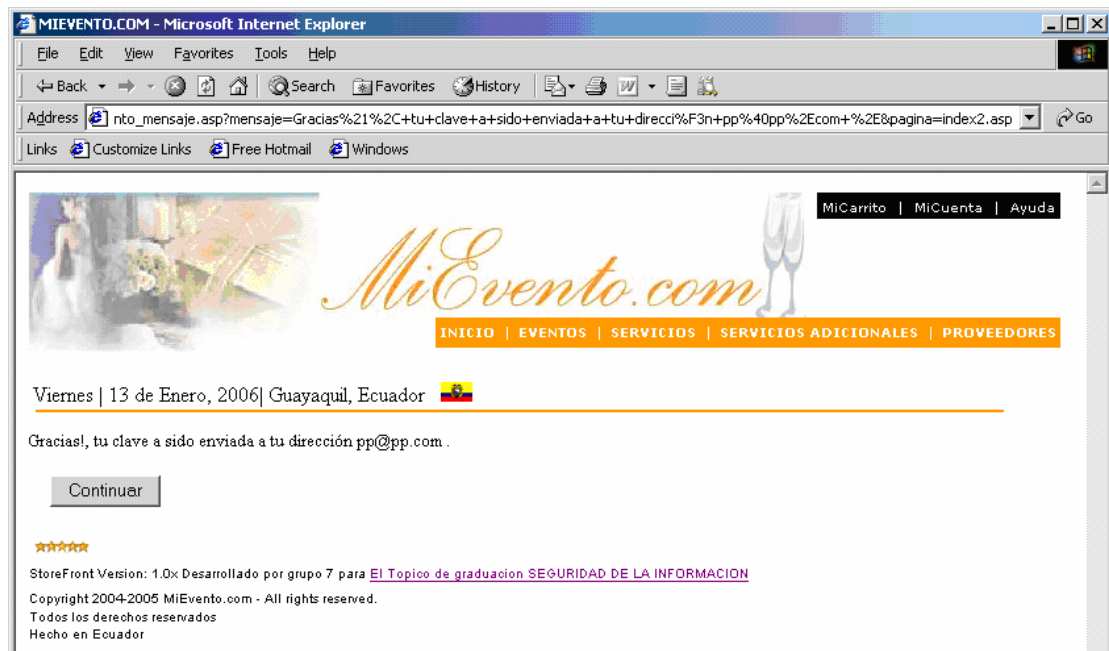 MIEVENTO.COM - Microsoft Internet Explorer
File Edit View Favorites Tools Help
Back Search Favorites History
Address nto_mensaje.asp?mensaje=Gracias%21%2C+tu+clave+a+sido+enviada+a+tu+direcci%F3n+pp%40pp%2Ecom+%2E&pagina=index2.asp Go
Links Customize Links Free Hotmail Windows
MiCarrito | MiCuenta | Ayuda
MiEvento.com
INICIO | EVENTOS | SERVICIOS | SERVICIOS ADICIONALES | PROVEEDORES
Viernes | 13 de Enero, 2006| Guayaquil, Ecuador
Gracias!, tu clave a sido enviada a tu dirección pp@pp.com .
Continuar
StoreFront Version: 1.0x Desarrollado por grupo 7 para El Topico de graduacion SEGURIDAD DE LA INFORMACION
Copyright 2004-2005 MiEvento.com - All rights reserved.
Todos los derechos reservados
Hecho en Ecuador